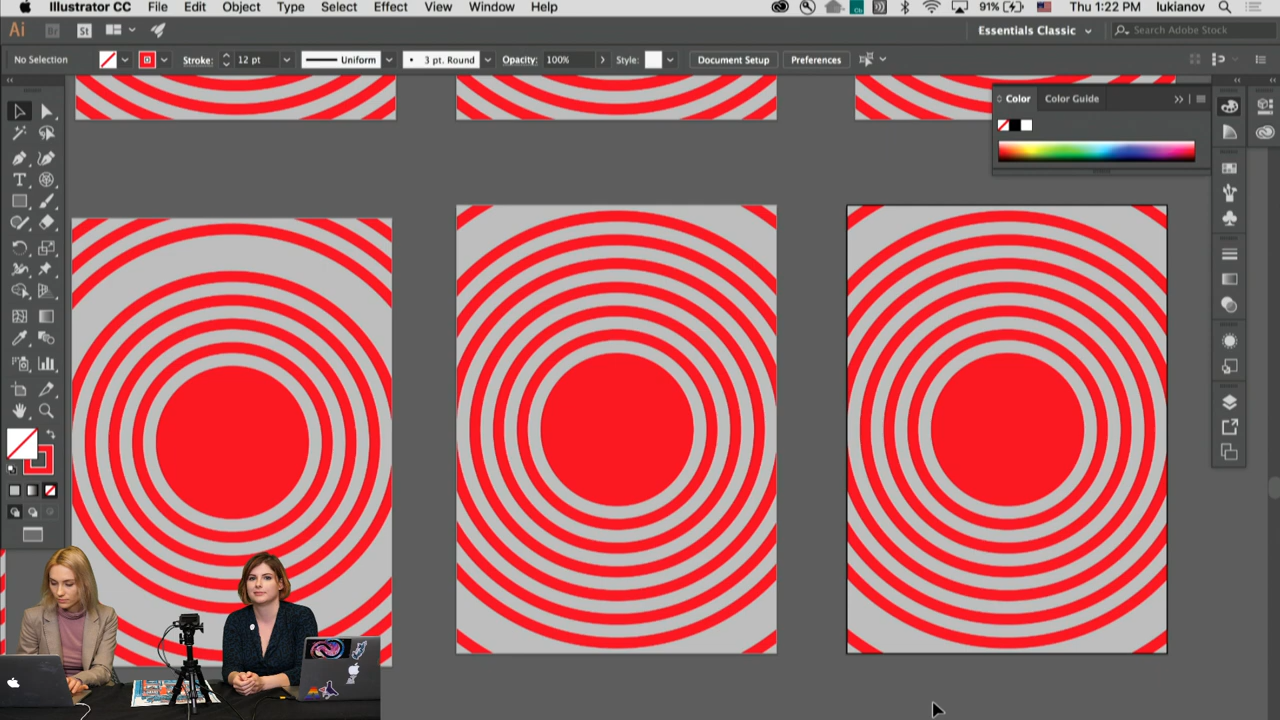 Illustrator CC File Edit Object Type Select Effect View Window Help 91% Thu 1:22 PM lukianov
Ai Br St Essentials Classic Search Adobe Stock
No Selection Stroke: 12 pt Uniform 3 pt. Round Opacity: 100% Style: Document Setup Preferences
Color Color Guide